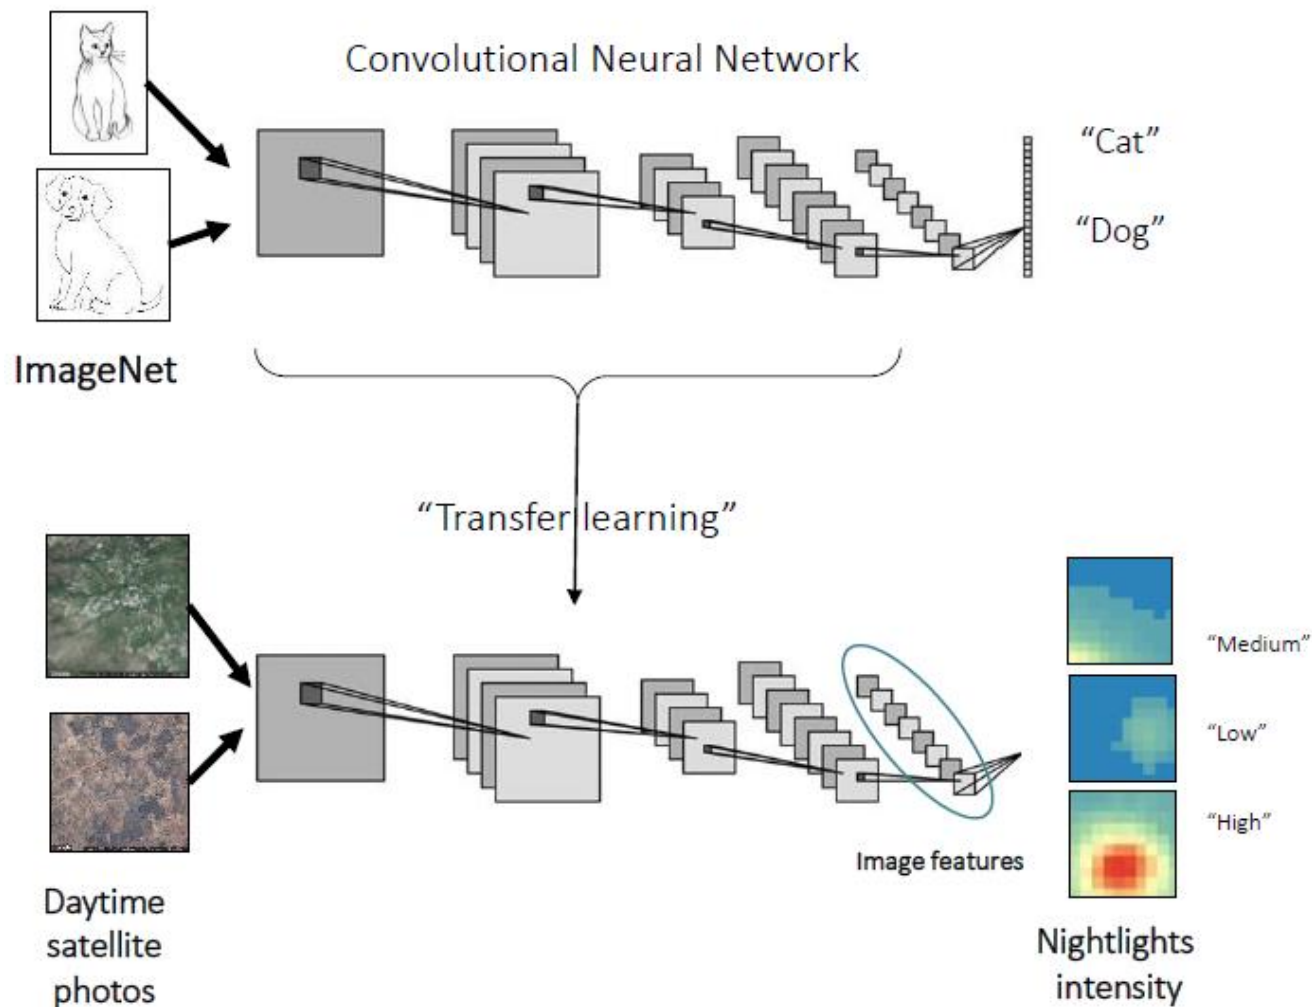 Convolutional Neural Network
“Cat”
“Dog”
ImageNet
“Transfer learning”
“Medium”
“Low”
“High”
Image features
Daytime
satellite
photos
Nightlights
intensity